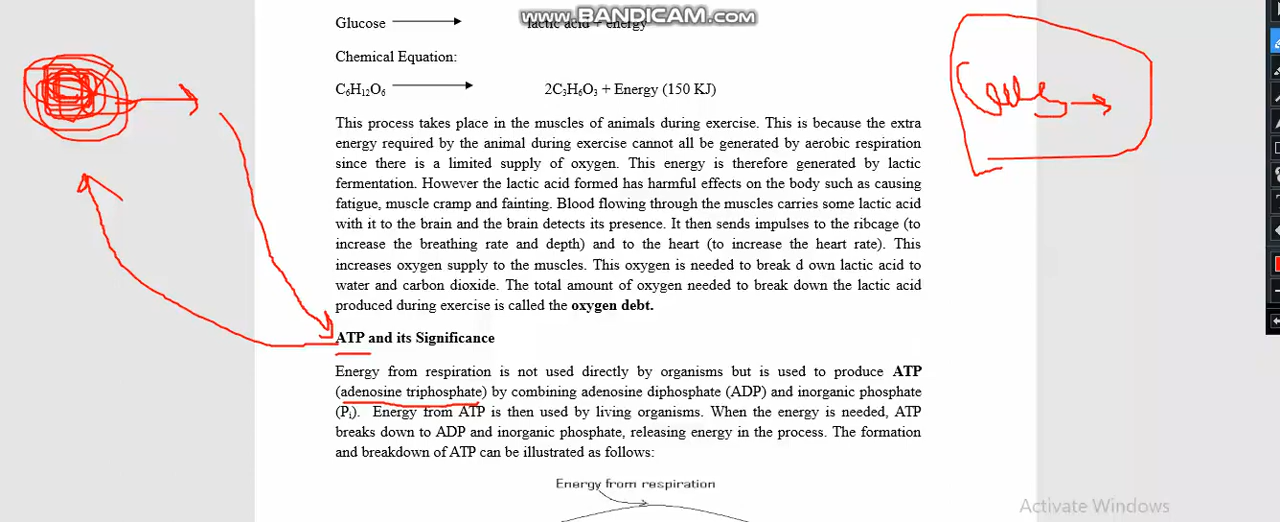 www.BANDICAM.com
Glucose lactic acid + energy
Chemical Equation:
C₆H₁₂O₆ 2C₃H₆O₃ + Energy (150 KJ)
This process takes place in the muscles of animals during exercise. This is because the extra
energy required by the animal during exercise cannot all be generated by aerobic respiration
since there is a limited supply of oxygen. This energy is therefore generated by lactic
fermentation. However the lactic acid formed has harmful effects on the body such as causing
fatigue, muscle cramp and fainting. Blood flowing through the muscles carries some lactic acid
with it to the brain and the brain detects its presence. It then sends impulses to the ribcage (to
increase the breathing rate and depth) and to the heart (to increase the heart rate). This
increases oxygen supply to the muscles. This oxygen is needed to break d own lactic acid to
water and carbon dioxide. The total amount of oxygen needed to break down the lactic acid
produced during exercise is called the oxygen debt.
ATP and its Significance
Energy from respiration is not used directly by organisms but is used to produce ATP
(adenosine triphosphate) by combining adenosine diphosphate (ADP) and inorganic phosphate
(Pᵢ). Energy from ATP is then used by living organisms. When the energy is needed, ATP
breaks down to ADP and inorganic phosphate, releasing energy in the process. The formation
and breakdown of ATP can be illustrated as follows:
Energy from respiration
Activate Windows